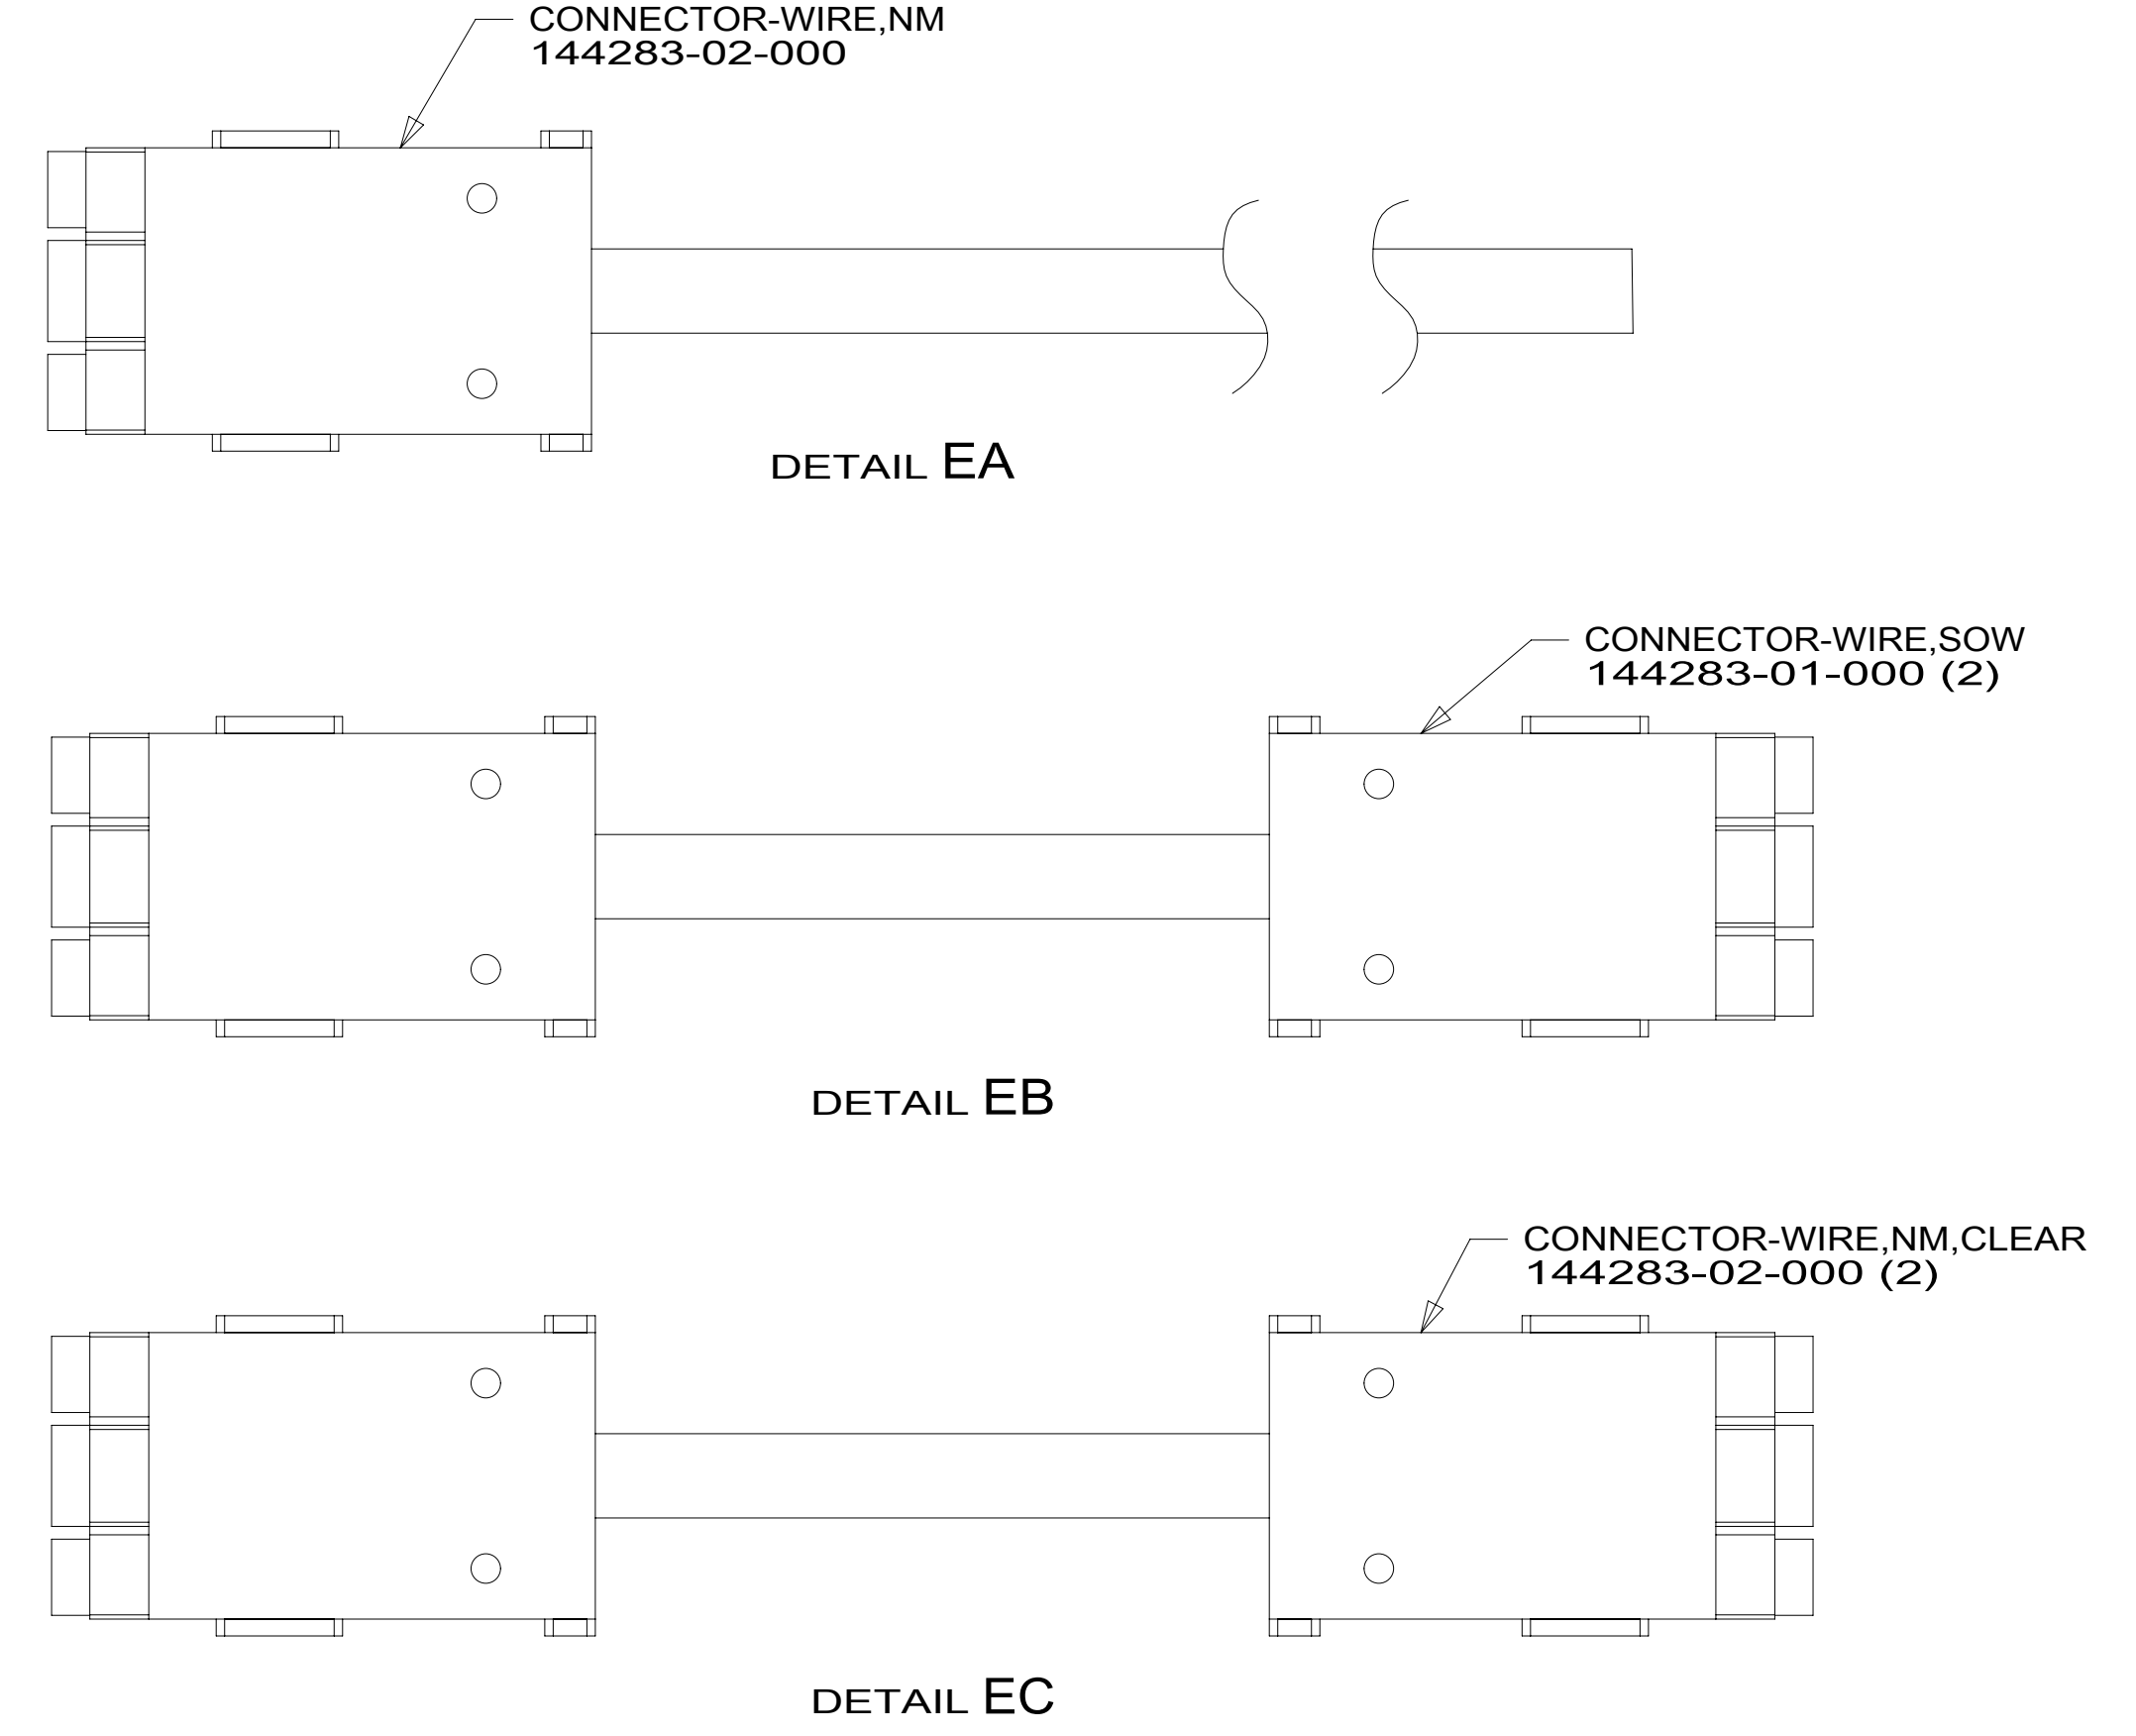 CONNECTOR-WIRE,NM
144283-02-000
DETAIL EA
CONNECTOR-WIRE,SOW
144283-01-000 (2)
DETAIL EB
CONNECTOR-WIRE,NM,CLEAR
144283-02-000 (2)
DETAIL EC